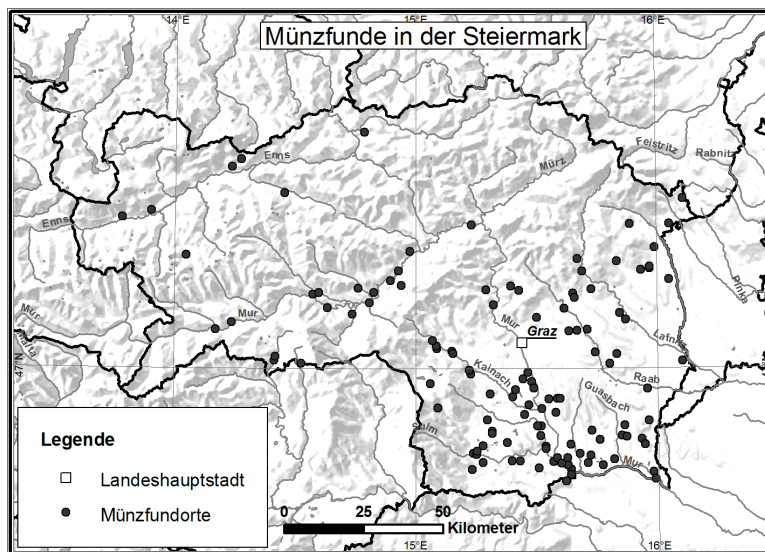 14°E
15°E
16°E
Münzfunde in der Steiermark
Enns
Mürz
Feistritz
Rabnitz
Enns
Pinka
Mur
Mur
Mur
Graz
Lafnitz
47°N
Kainach
Raab
Guasbach
Sulm
Mur
Legende
Landeshauptstadt
Münzfundorte
0
25
50
Kilometer
15°E
16°E